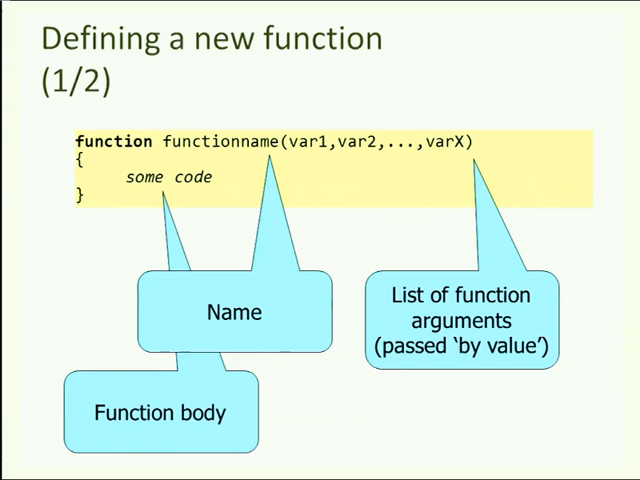 Defining a new function
(1/2)
function functionname(var1,var2,...,varX)
{
some code
}
Name
List of function
arguments
(passed ‘by value’)
Function body